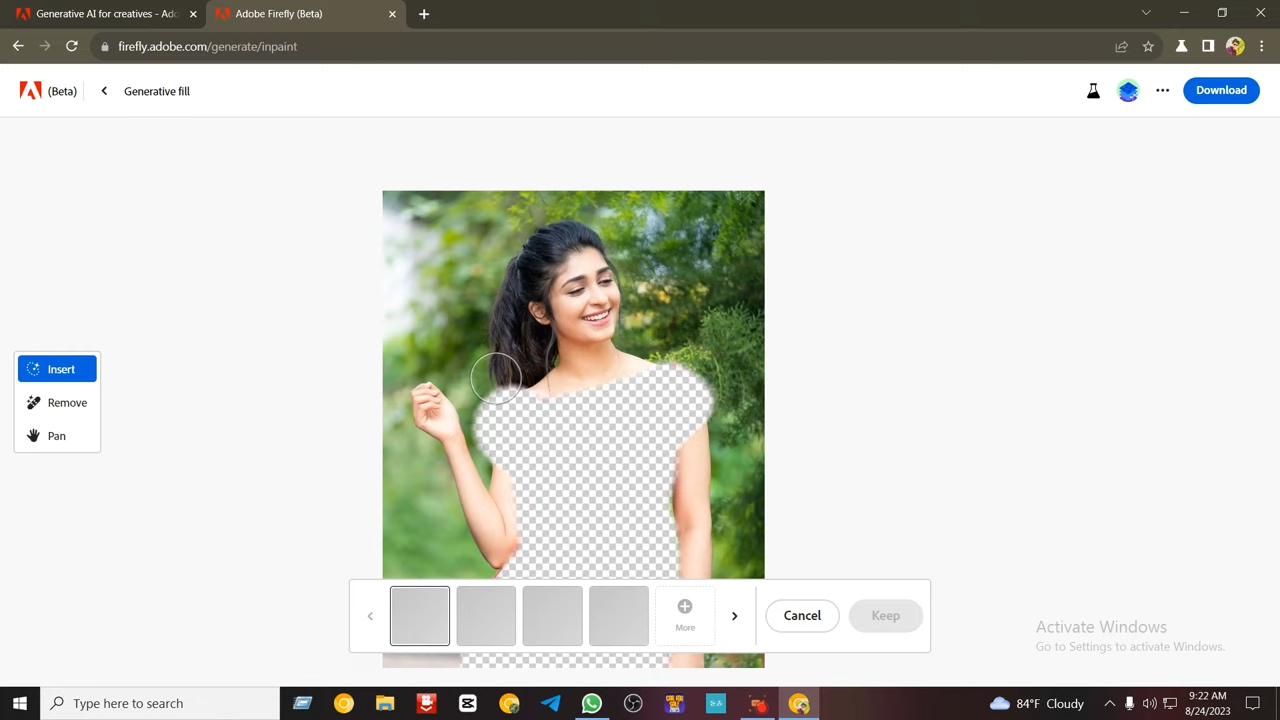 Generative AI for creatives - Ado
Adobe Firefly (Beta)
firefly.adobe.com/generate/inpaint
(Beta)
Generative fill
Download
Insert
Remove
Pan
More
Cancel
Keep
Activate Windows
Go to Settings to activate Windows.
Type here to search
84°F Cloudy
9:22 AM
8/24/2023